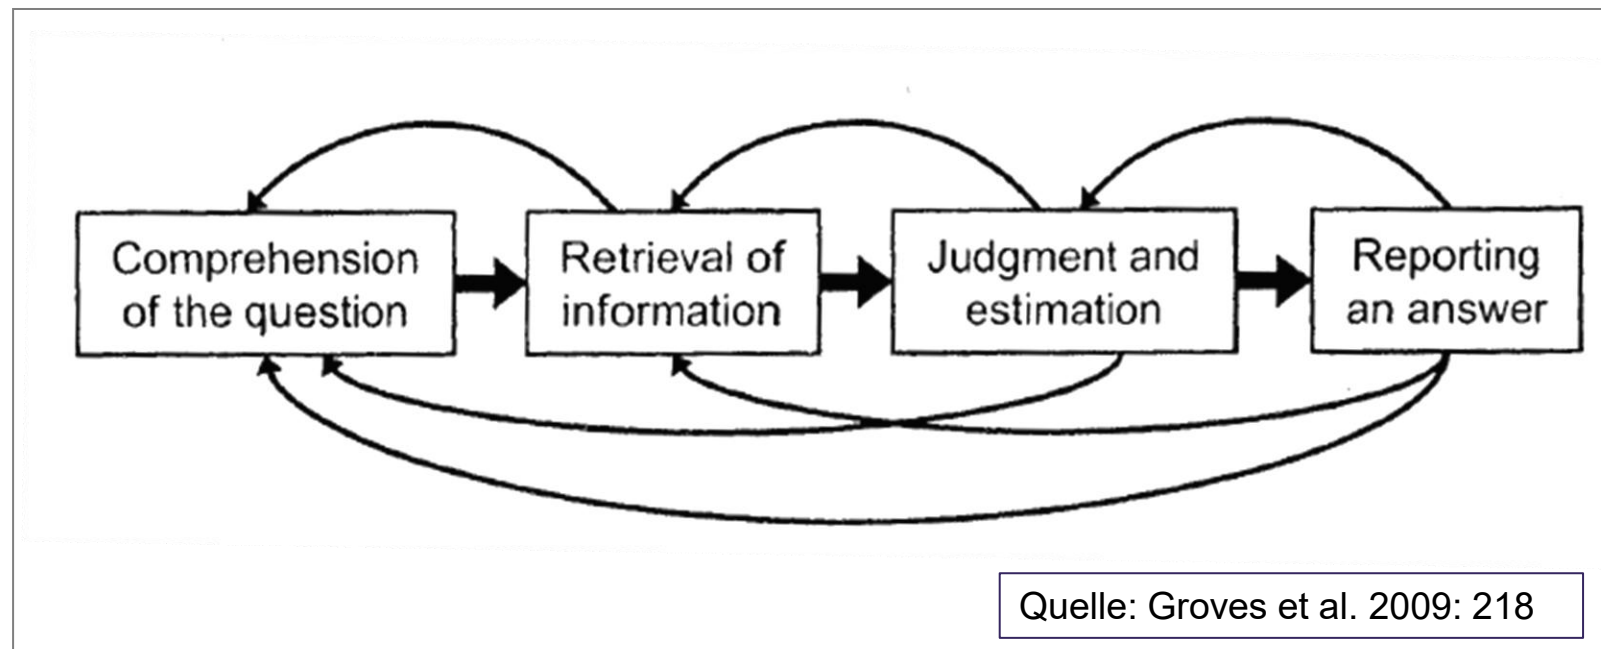 Comprehension
of the question
Retrieval of
information
Judgment and
estimation
Reporting
an answer
Quelle: Groves et al. 2009: 218